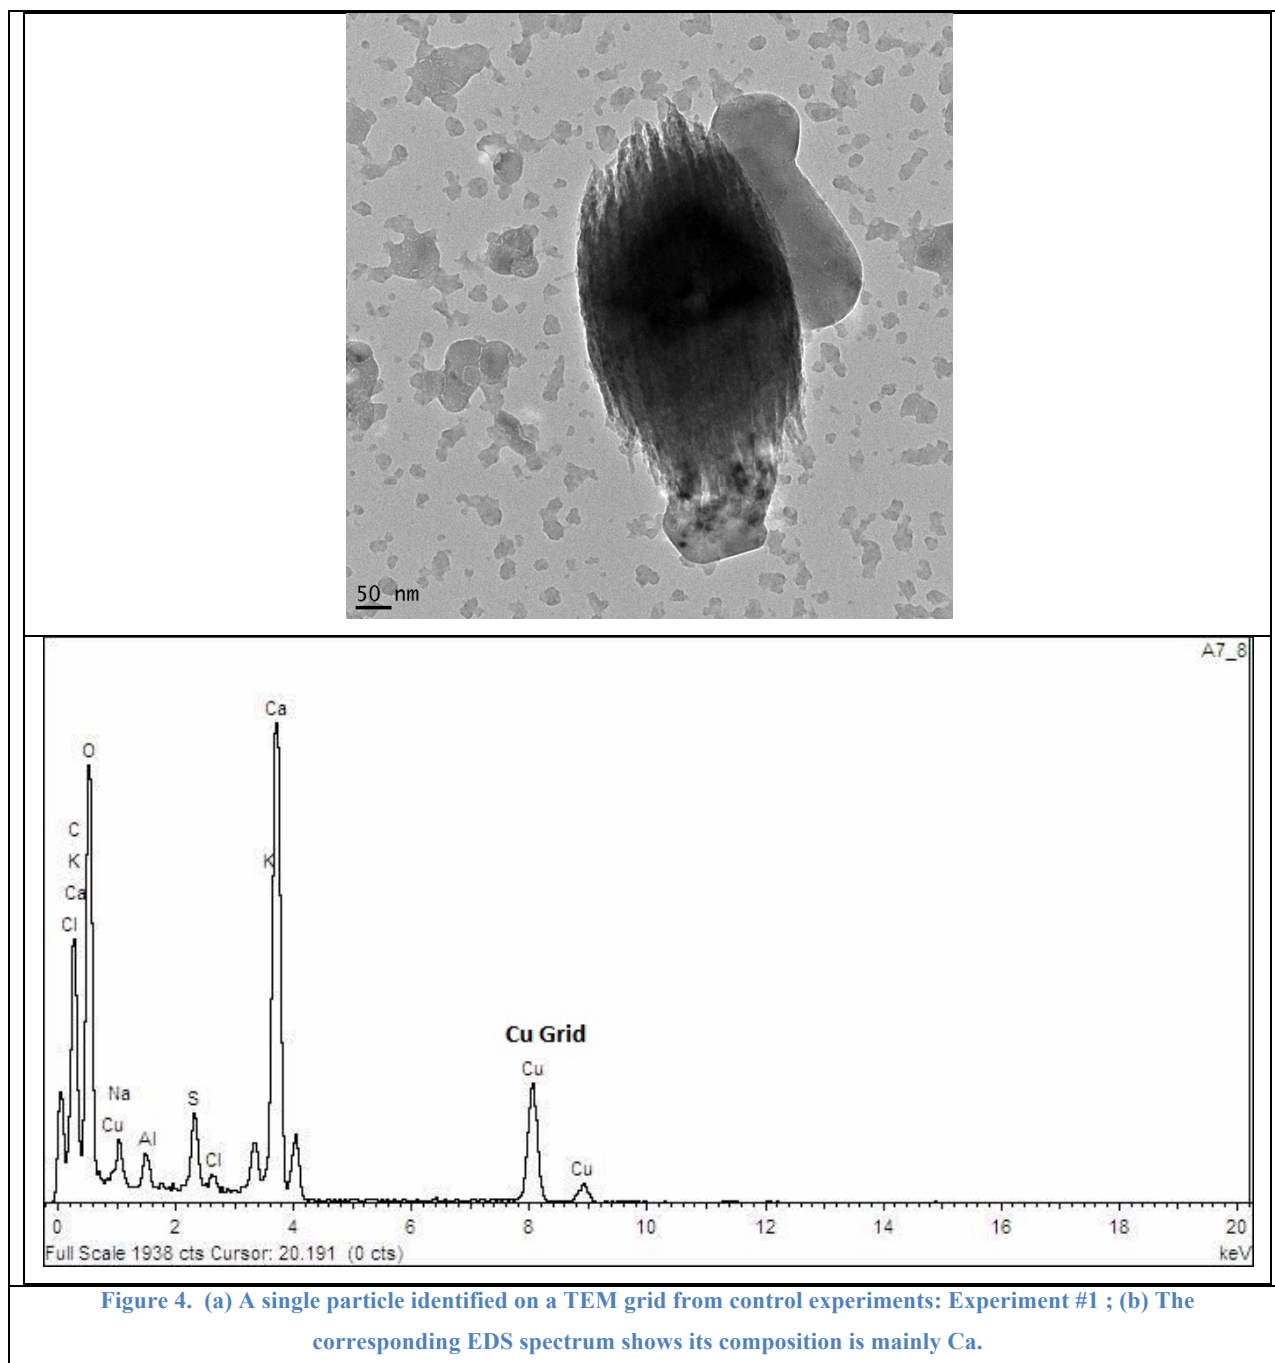 50 nm
A7_8
Ca
O
C
K
K
Ca
Cl
Cu Grid
Na
Cu
S
Cu
Al
Cl
Cu
0 2 4 6 8 10 12 14 16 18 20
Full Scale 1938 cts Cursor: 20.191 (0 cts) keV
Figure 4. (a) A single particle identified on a TEM grid from control experiments: Experiment #1 ; (b) The
corresponding EDS spectrum shows its composition is mainly Ca.